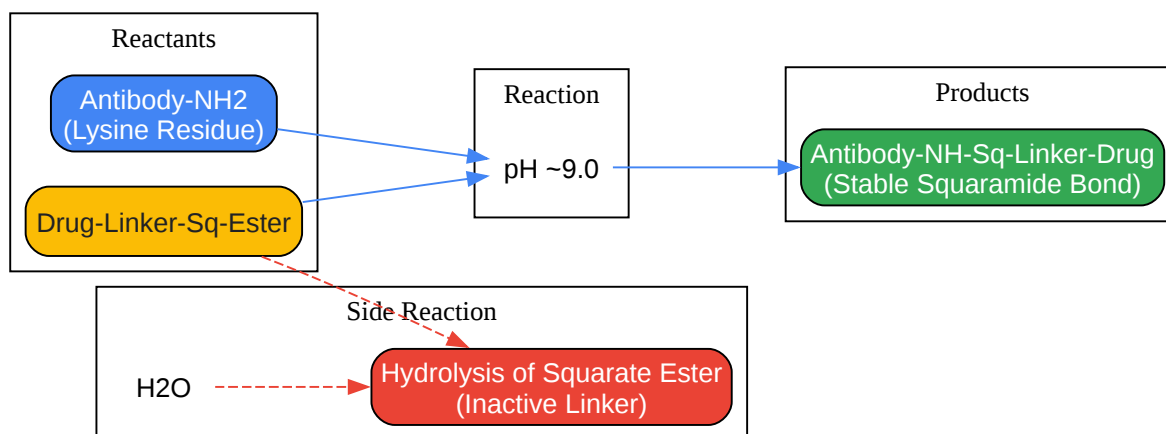 Reactants
Antibody-NH2
(Lysine Residue)
Drug-Linker-Sq-Ester
Reaction
pH ~9.0
Products
Antibody-NH-Sq-Linker-Drug
(Stable Squaramide Bond)
Side Reaction
H2O
Hydrolysis of Squarate Ester
(Inactive Linker)